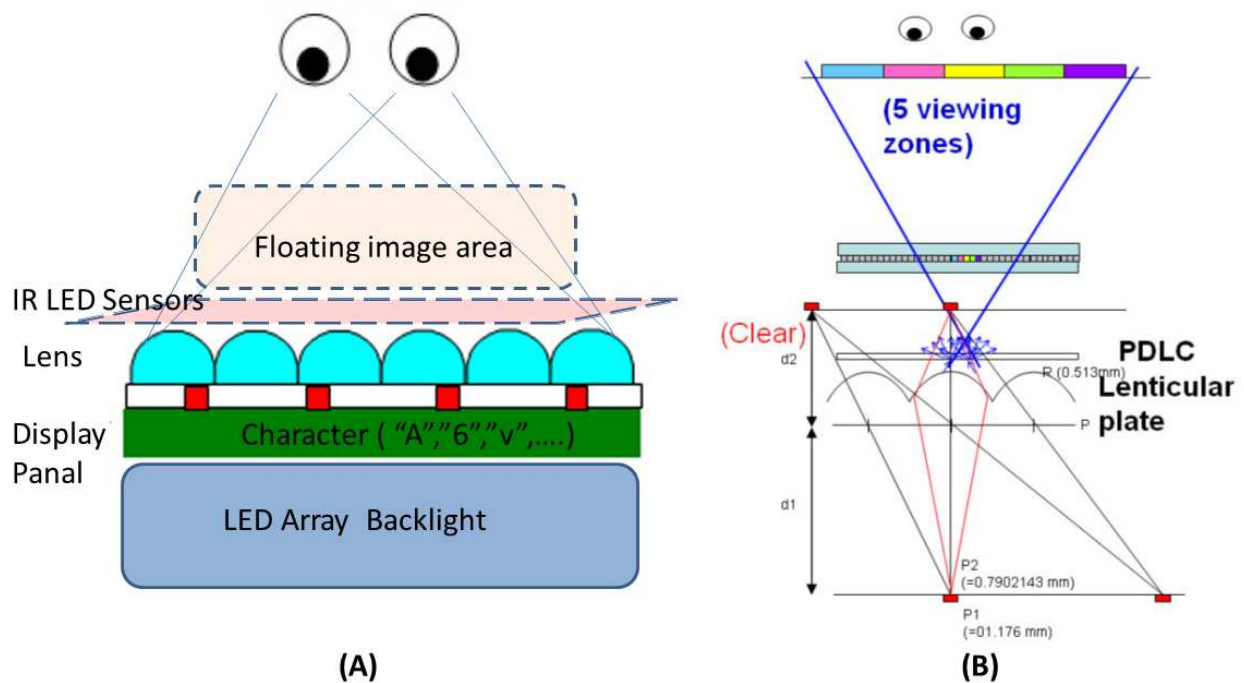 Floating image area
IR LED Sensors
Lens
Display
Panal
Character ( “A”,”6”,”v”,....)
LED Array Backlight
(A)
(5 viewing
zones)
(Clear)
d2
PDLC
R (0.513mm)
Lenticular
plate
P
d1
P2
(=0.7902143 mm)
P1
(=01.176 mm)
(B)